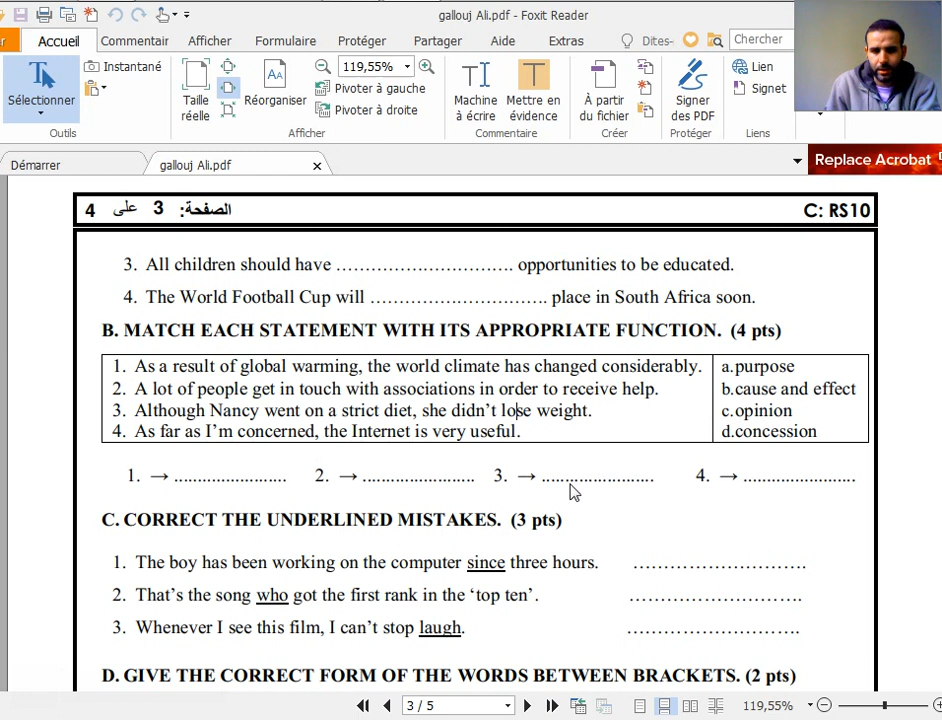 gallouj Ali.pdf - Foxit Reader
Accueil Commentair Afficher Formulaire Protéger Partager Aide Extras Dites- Chercher
Sélectionner
Instantané
Outils
Taille réelle
Réorganiser
119,55%
Pivoter à gauche
Pivoter à droite
Afficher
Machine à écrire
Mettre en évidence
Commentaire
À partir du fichier
Créer
Signer des PDF
Protéger
Lien
Signet
Liens
Démarrer gallouj Ali.pdf Replace Acrobat
الصفحة: 3 على 4 C: RS10
3. All children should have .............................. opportunities to be educated.
4. The World Football Cup will .............................. place in South Africa soon.
B. MATCH EACH STATEMENT WITH ITS APPROPRIATE FUNCTION. (4 pts)
1. As a result of global warming, the world climate has changed considerably. a.purpose
2. A lot of people get in touch with associations in order to receive help. b.cause and effect
3. Although Nancy went on a strict diet, she didn't lose weight. c.opinion
4. As far as I'm concerned, the Internet is very useful. d.concession
1. → ........................ 2. → ........................ 3. → ........................ 4. → ........................
C. CORRECT THE UNDERLINED MISTAKES. (3 pts)
1. The boy has been working on the computer since three hours. .............................
2. That's the song who got the first rank in the ‘top ten’. .............................
3. Whenever I see this film, I can't stop laugh. .............................
D. GIVE THE CORRECT FORM OF THE WORDS BETWEEN BRACKETS. (2 pts)
3 / 5 119,55%